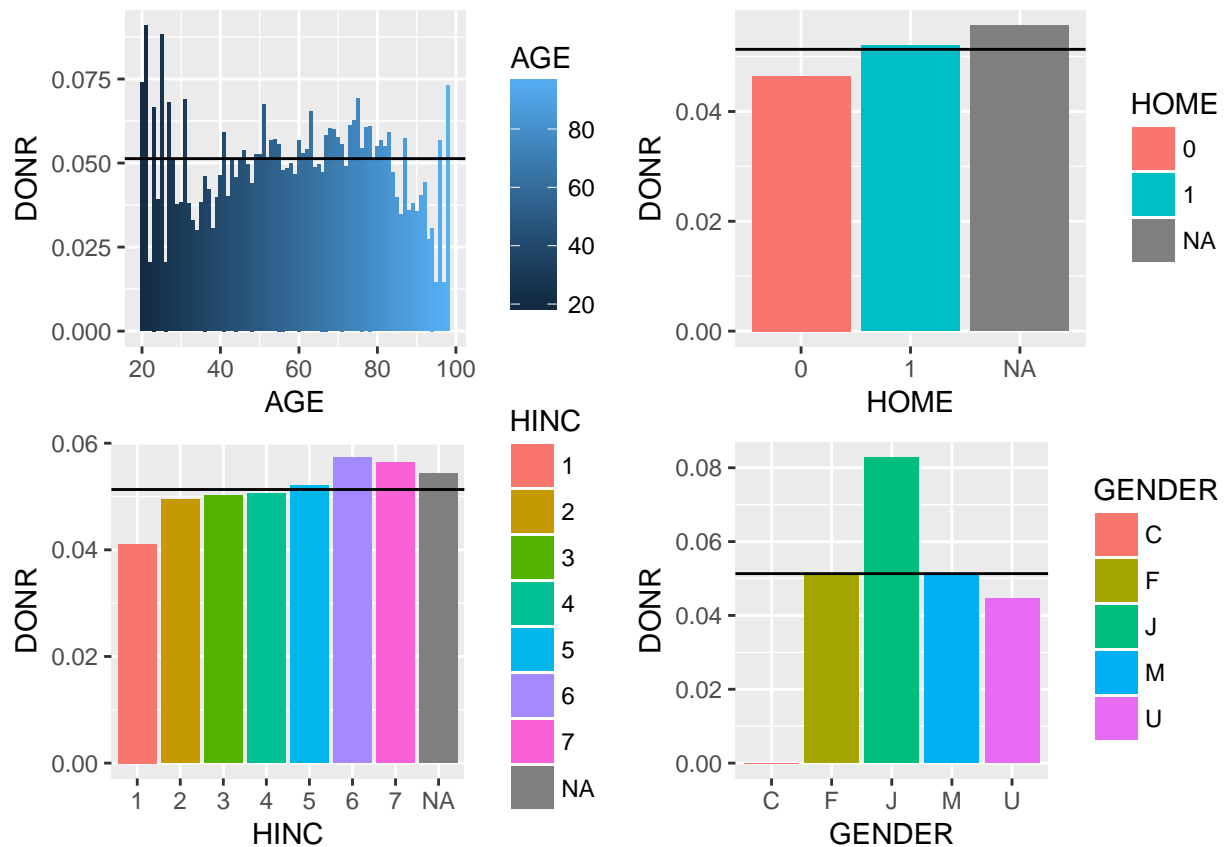 DONR
0.075
0.050
0.025
0.000
20 40 60 80 100
AGE
AGE
80
60
40
20
DONR
0.04
0.02
0.00
0 1 NA
HOME
HOME
0
1
NA
DONR
0.06
0.04
0.02
0.00
1 2 3 4 5 6 7 NA
HINC
HINC
1
2
3
4
5
6
7
NA
DONR
0.08
0.06
0.04
0.02
0.00
C F J M U
GENDER
GENDER
C
F
J
M
U